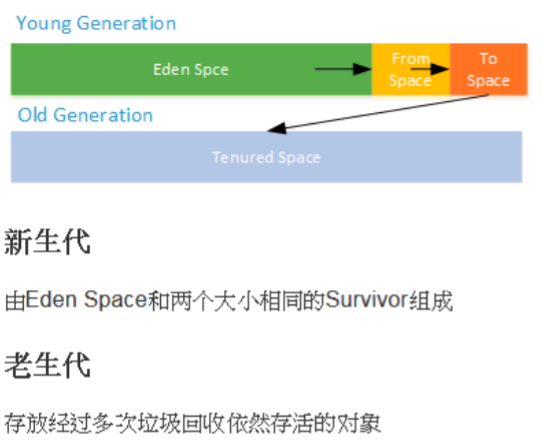 Young Generation
Eden Spce
From Space
To Space
Old Generation
Tenured Space
新生代
由Eden Space和两个大小相同的Survivor组成
老生代
存放经过多次垃圾回收依然存活的对象